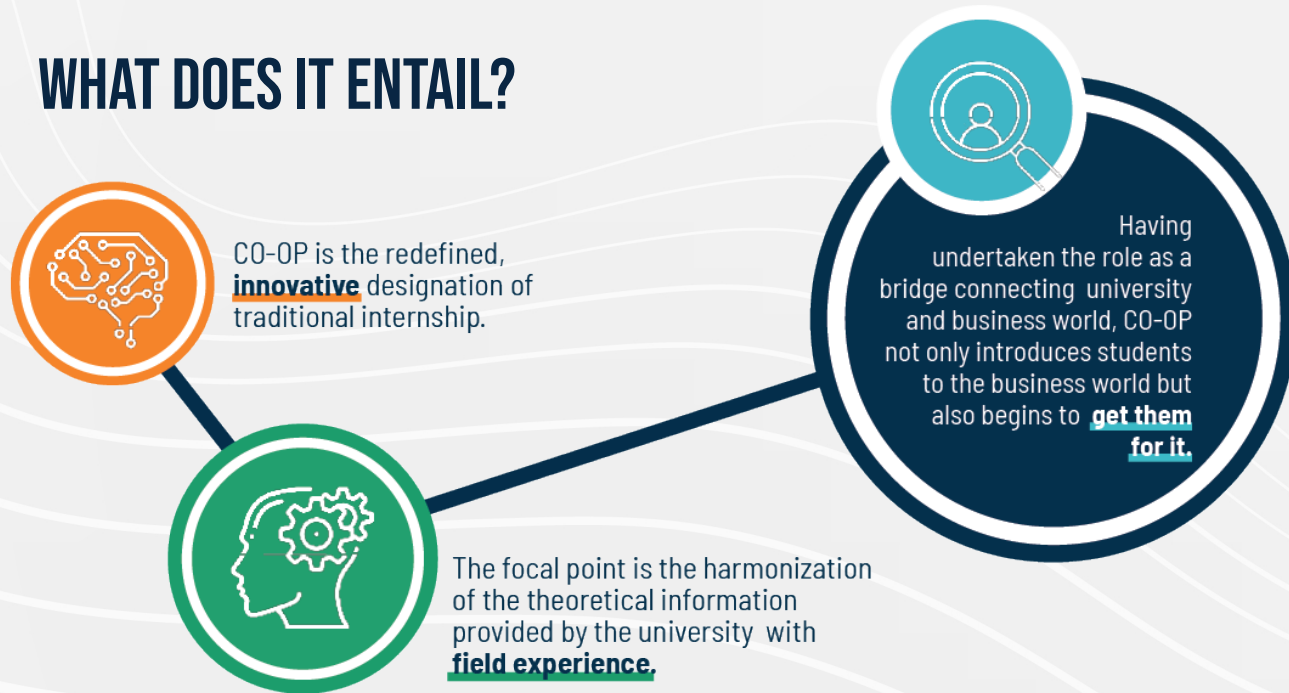 WHAT DOES IT ENTAIL?
CO-OP is the redefined,
innovative designation of
traditional internship.
The focal point is the harmonization
of the theoretical information
provided by the university with
field experience.
Having
undertaken the role as a
bridge connecting university
and business world, CO-OP
not only introduces students
to the business world but
also begins to get them
for it.